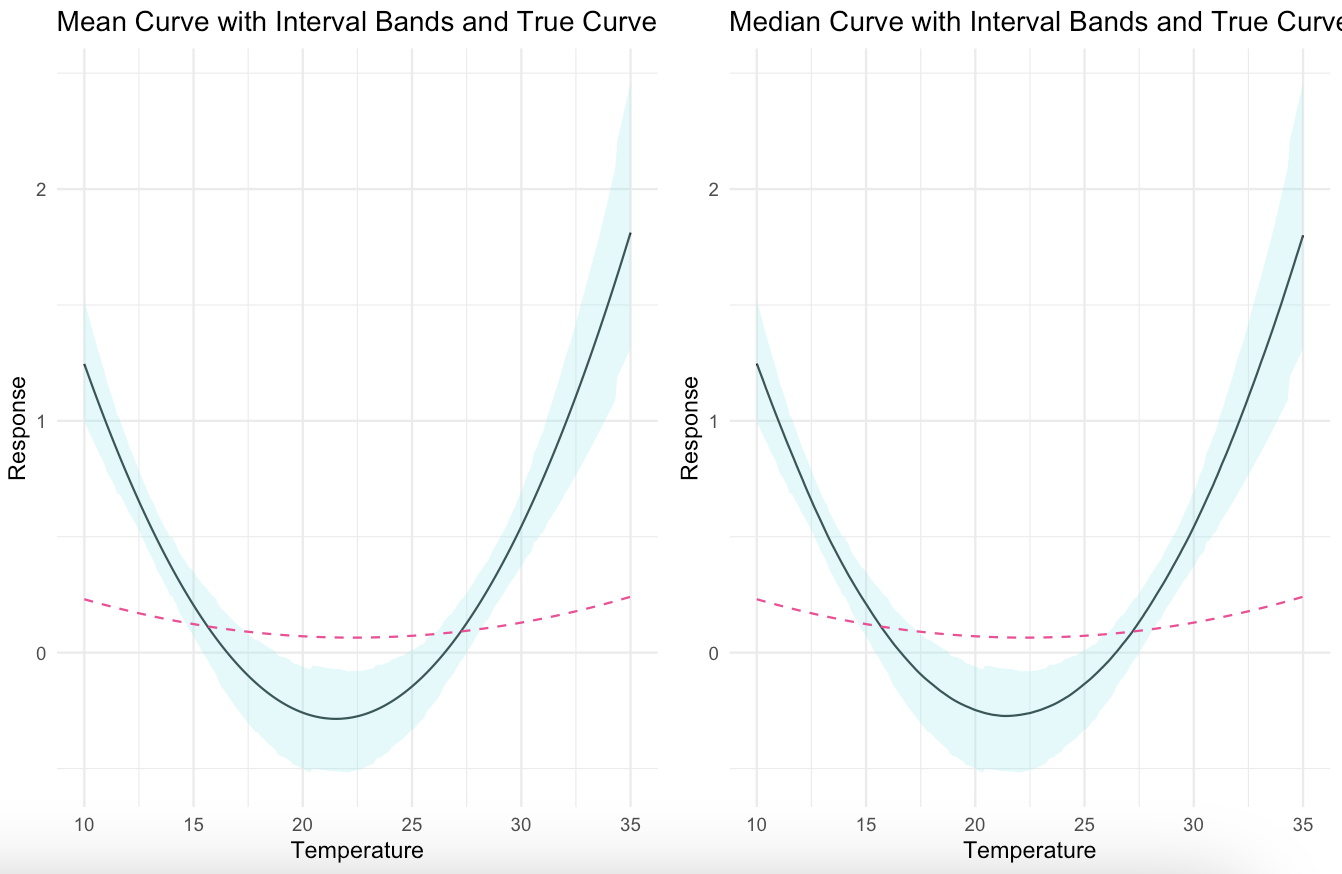 Mean Curve with Interval Bands and True Curve
2
1
0
Response
10 15 20 25 30 35
Temperature
Median Curve with Interval Bands and True Curve
2
1
0
Response
10 15 20 25 30 35
Temperature